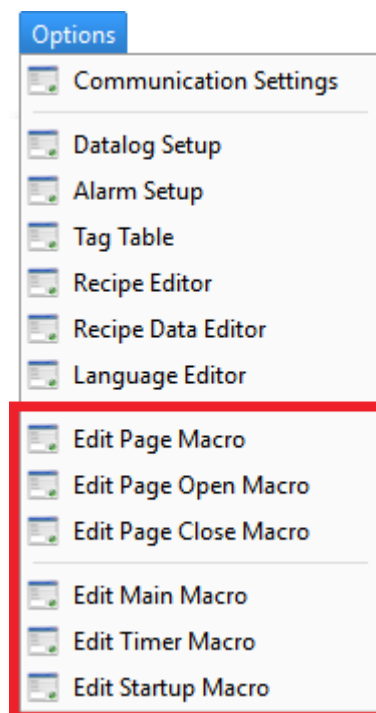 Options
Communication Settings
Datalog Setup
Alarm Setup
Tag Table
Recipe Editor
Recipe Data Editor
Language Editor
Edit Page Macro
Edit Page Open Macro
Edit Page Close Macro
Edit Main Macro
Edit Timer Macro
Edit Startup Macro